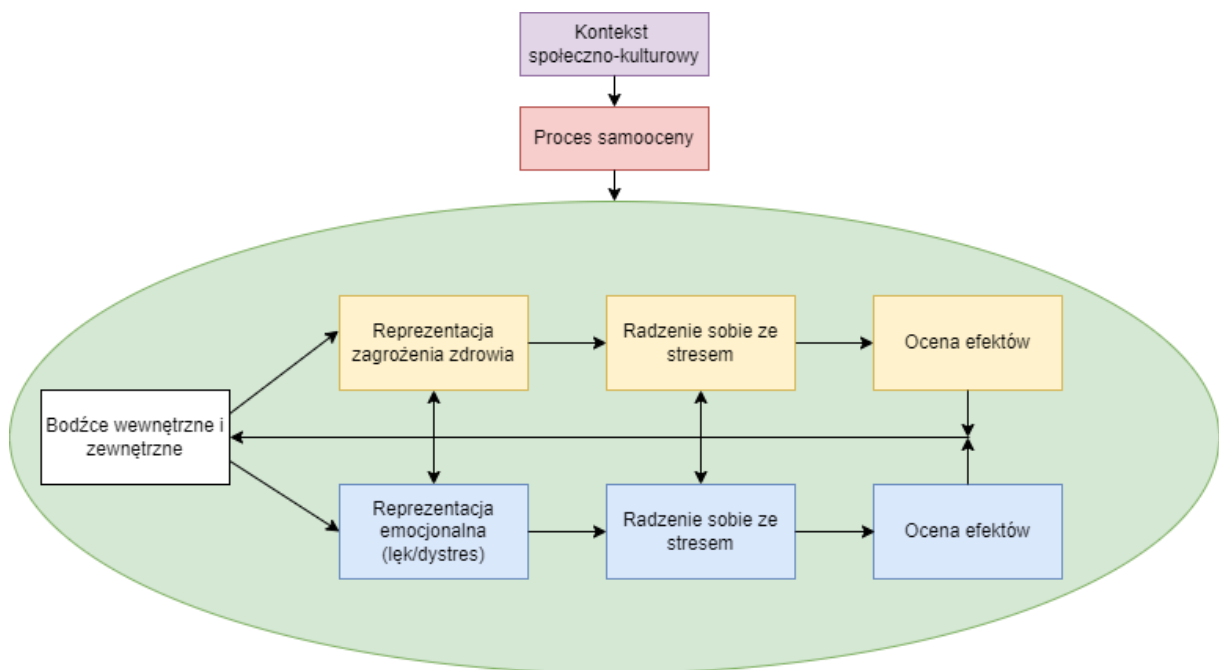 Kontekst
społeczno-kulturowy
Proces samooceny
Reprezentacja
zagrożenia zdrowia
Radzenie sobie ze
stresem
Ocena efektów
Bodźce wewnętrzne i
zewnętrzne
Reprezentacja
emocjonalna
(lęk/dystres)
Radzenie sobie ze
stresem
Ocena efektów